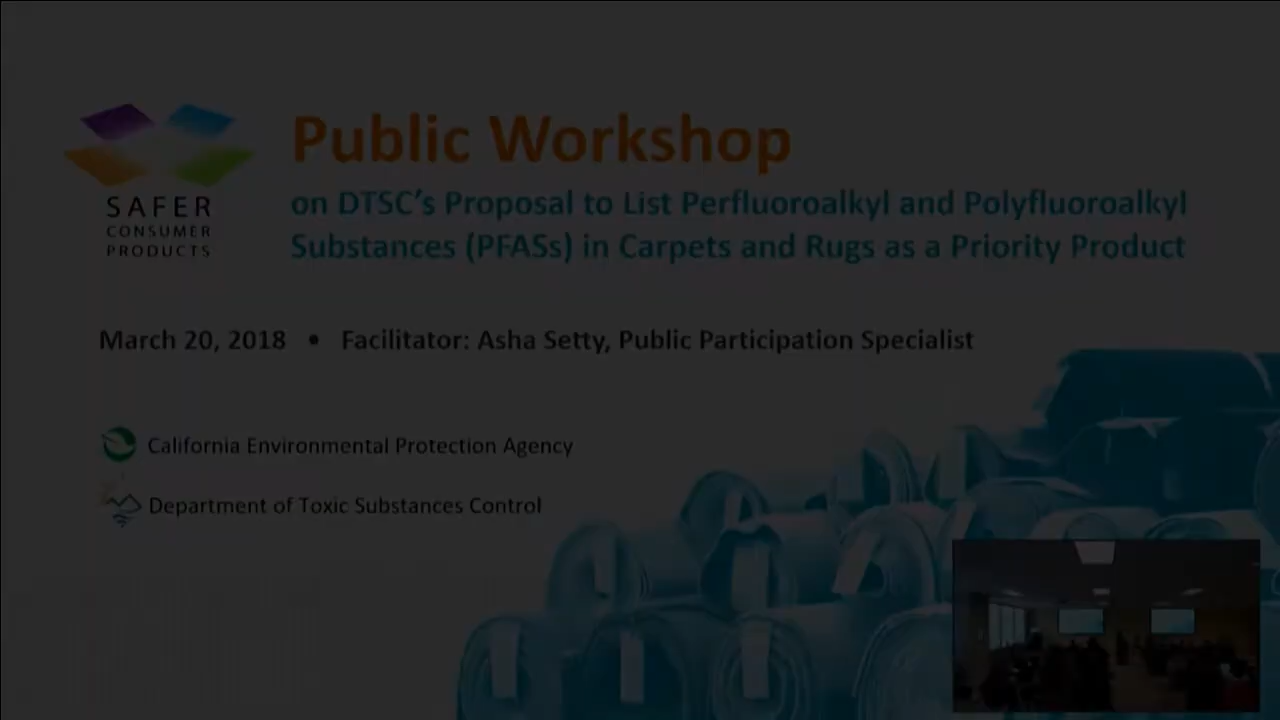 Public Workshop
on DTSC's Proposal to List Perfluoroalkyl and Polyfluoroalkyl
Substances (PFASs) in Carpets and Rugs as a Priority Product
SAFER
CONSUMER
PRODUCTS
March 20, 2018 • Facilitator: Asha Setty, Public Participation Specialist
California Environmental Protection Agency
Department of Toxic Substances Control